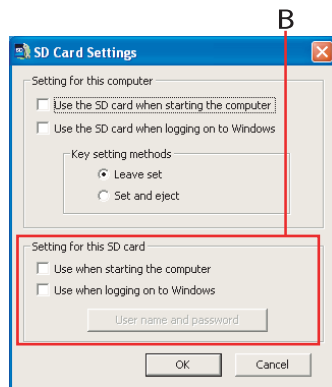 B
SD Card Settings
Setting for this computer
Use the SD card when starting the computer
Use the SD card when logging on to Windows
Key setting methods
Leave set
Set and eject
Setting for this SD card
Use when starting the computer
Use when logging on to Windows
User name and password
OK Cancel